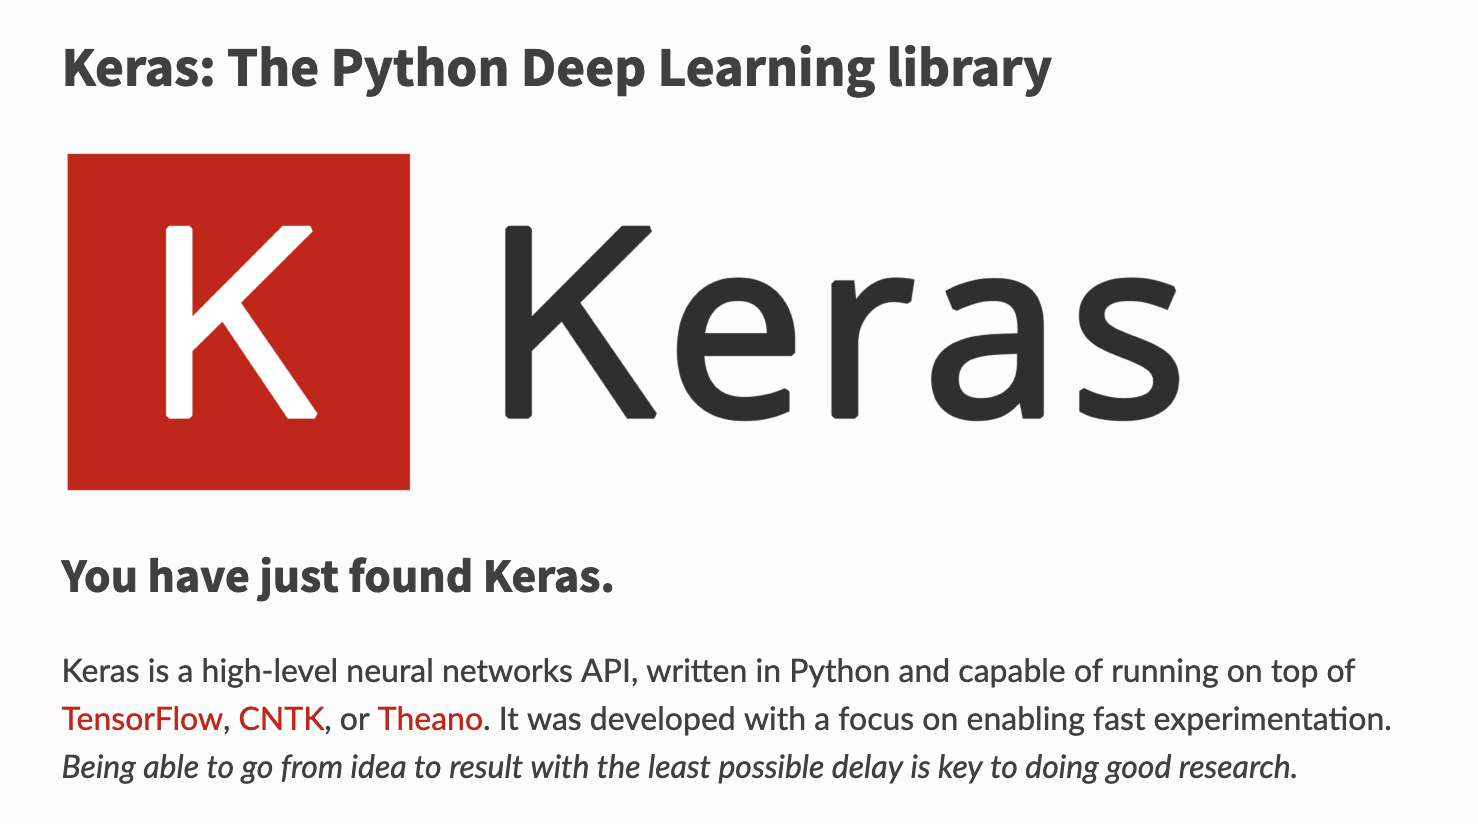 Keras: The Python Deep Learning library
K Keras
You have just found Keras.
Keras is a high-level neural networks API, written in Python and capable of running on top of
TensorFlow, CNTK, or Theano. It was developed with a focus on enabling fast experimentation.
Being able to go from idea to result with the least possible delay is key to doing good research.